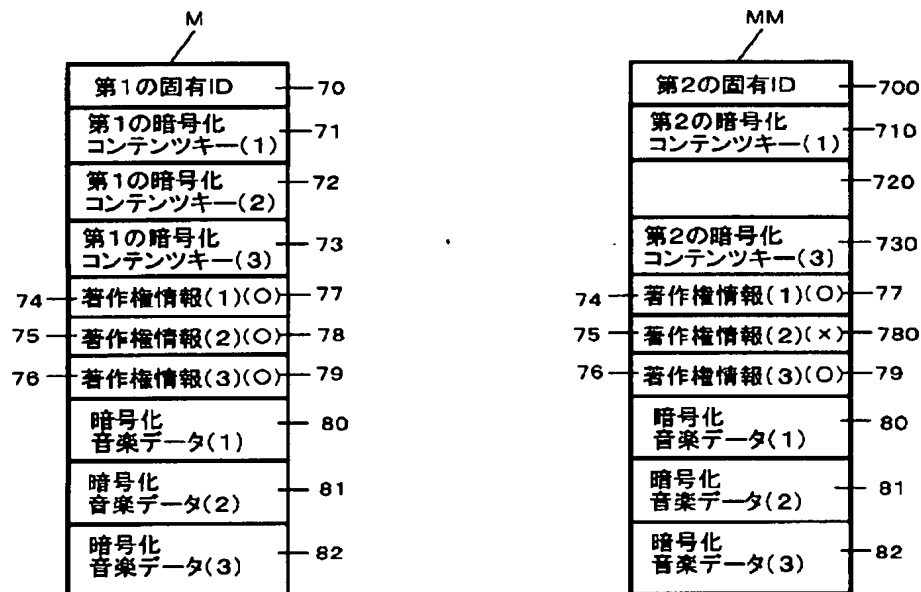 M
第1の固有ID
70
第1の暗号化
コンテンツキー(1)
71
第1の暗号化
コンテンツキー(2)
72
第1の暗号化
コンテンツキー(3)
73
74
著作権情報(1)(○)
77
75
著作権情報(2)(○)
78
76
著作権情報(3)(○)
79
暗号化
音楽データ(1)
80
暗号化
音楽データ(2)
81
暗号化
音楽データ(3)
82
MM
第2の固有ID
700
第2の暗号化
コンテンツキー(1)
710
720
第2の暗号化
コンテンツキー(3)
730
74
著作権情報(1)(○)
77
75
著作権情報(2)(×)
780
76
著作権情報(3)(○)
79
暗号化
音楽データ(1)
80
暗号化
音楽データ(2)
81
暗号化
音楽データ(3)
82